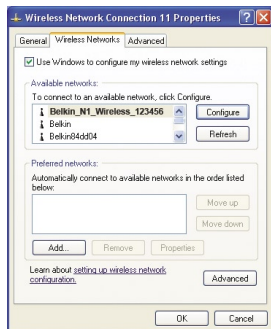 Wireless Network Connection 11 Properties
General
Wireless Networks
Advanced
Use Windows to configure my wireless network settings
Available networks:
To connect to an available network, click Configure.
Belkin_N1_Wireless_123456
Configure
Belkin
Belkin84dd04
Refresh
Preferred networks:
Automatically connect to available networks in the order listed
below:
Move up
Move down
Add...
Remove
Properties
Learn about setting up wireless network
configuration.
Advanced
OK
Cancel